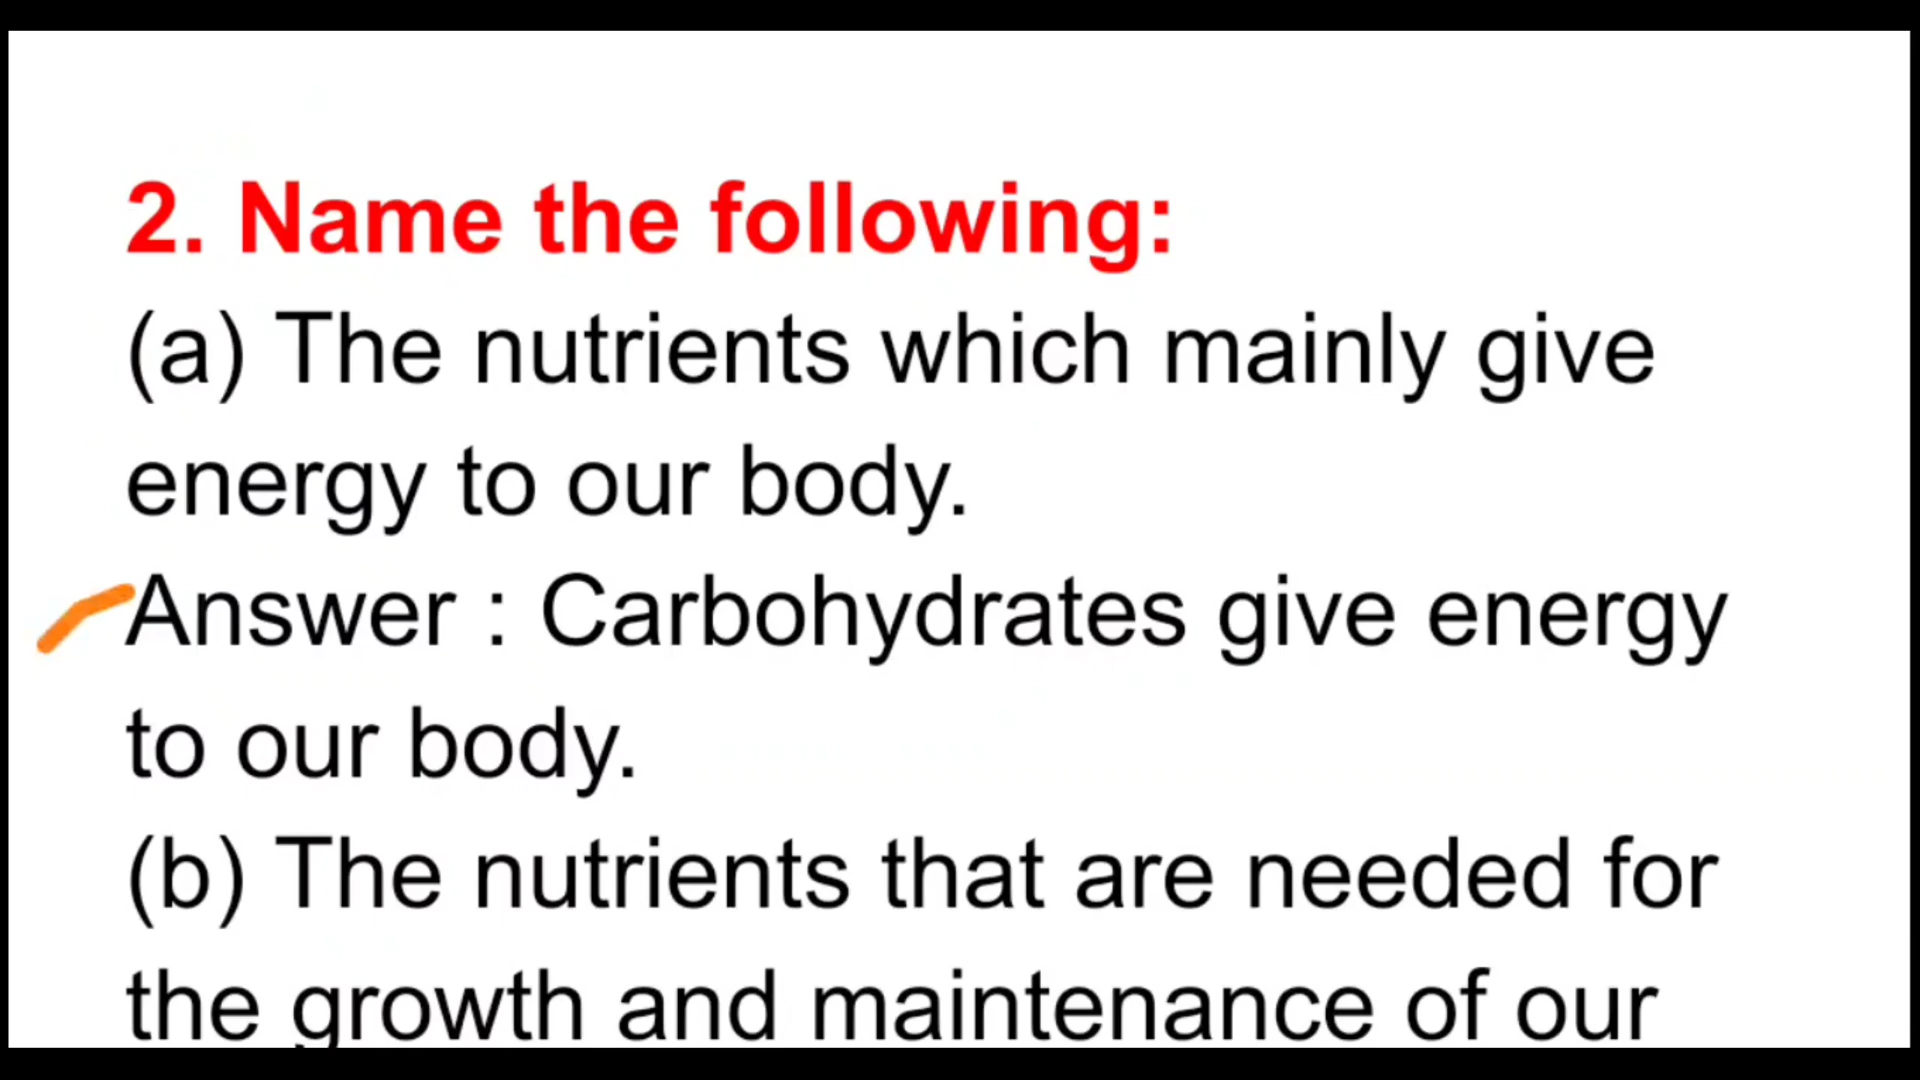 2. Name the following:
(a) The nutrients which mainly give
energy to our body.
Answer : Carbohydrates give energy
to our body.
(b) The nutrients that are needed for
the growth and maintenance of our